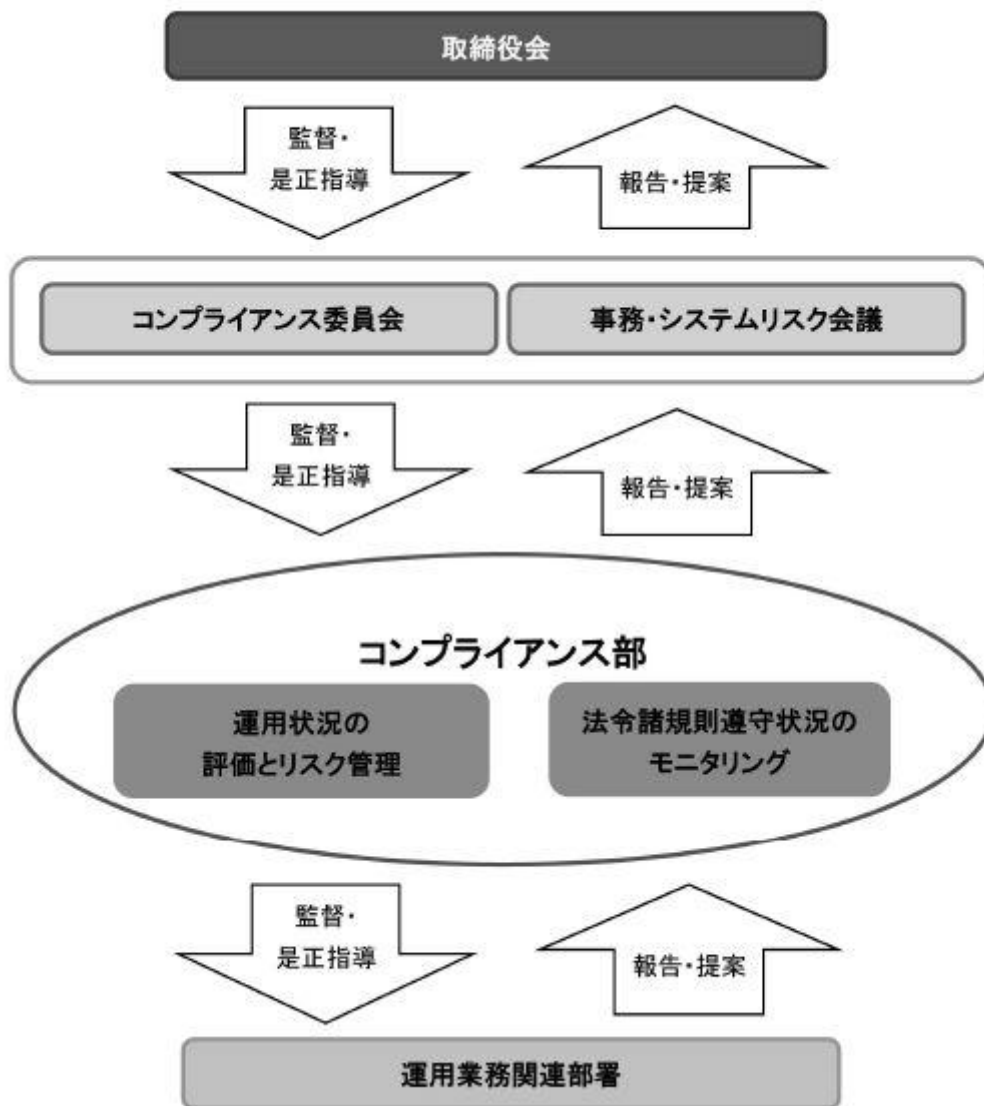 取締役会
監督・
是正指導
報告・提案
コンプライアンス委員会
事務・システムリスク会議
監督・
是正指導
報告・提案
コンプライアンス部
運用状況の
評価とリスク管理
法令諸規則遵守状況の
モニタリング
監督・
是正指導
報告・提案
運用業務関連部署